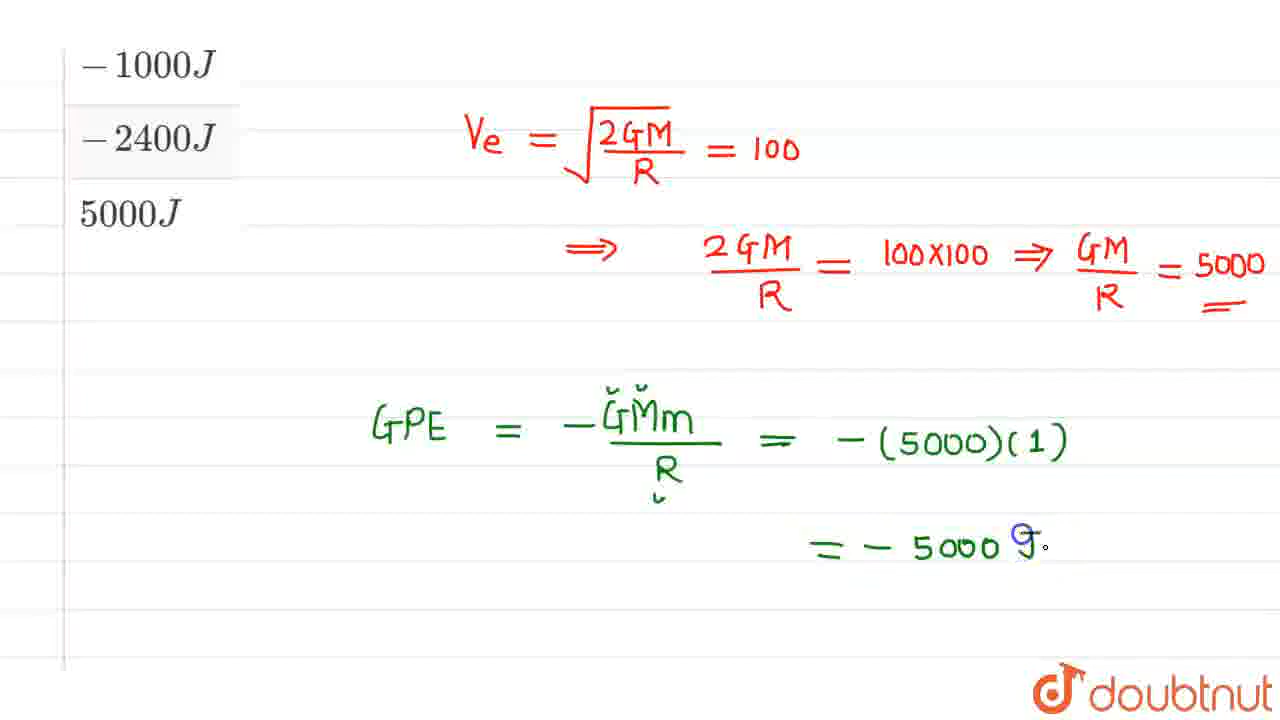 −1000J
−2400J
5000J
Ve = √(2GM/R) = 100
⇒ 2GM/R = 100×100 ⇒ GM/R = 5000
GPE = −GMm/R = −(5000)(1)
= − 5000 J.
doubtnut